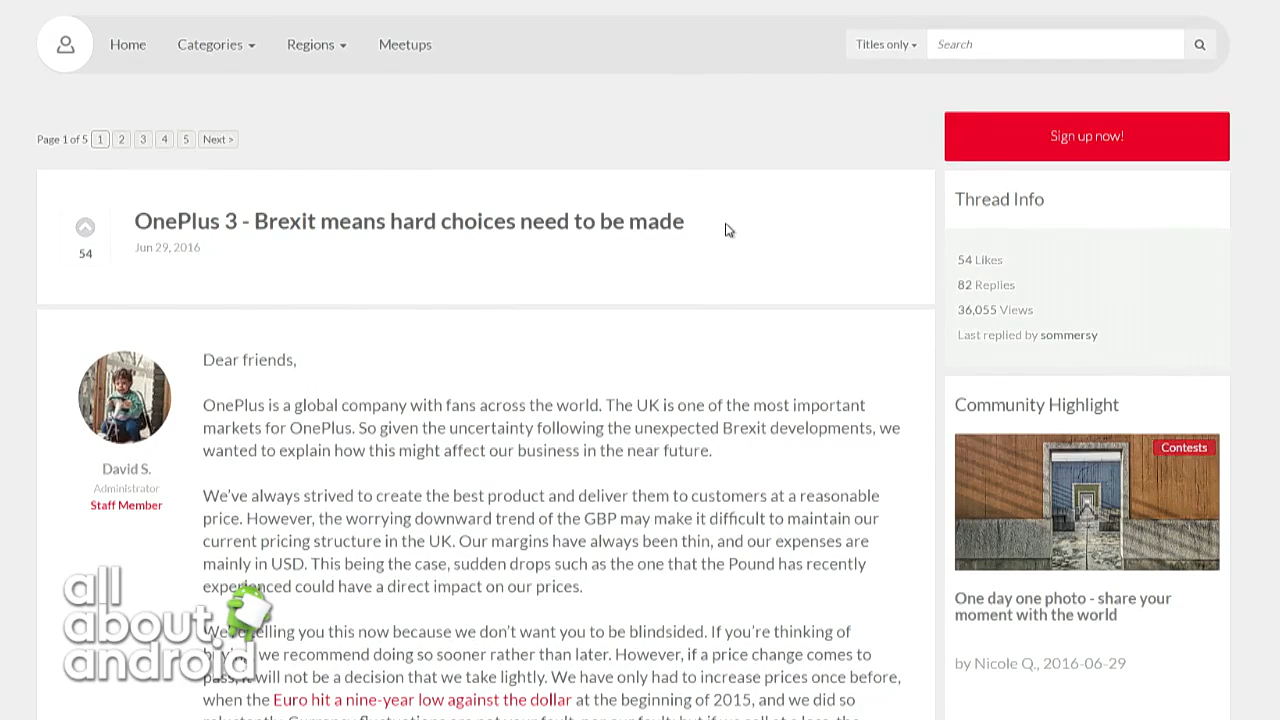 Home Categories Regions Meetups Titles only Search
Page 1 of 5 1 2 3 4 5 Next >
Sign up now!
OnePlus 3 - Brexit means hard choices need to be made
Jun 29, 2016
54
Thread Info
54 Likes
82 Replies
36,055 Views
Last replied by sommersy
Dear friends,
OnePlus is a global company with fans across the world. The UK is one of the most important
markets for OnePlus. So given the uncertainty following the unexpected Brexit developments, we
wanted to explain how this might affect our business in the near future.
David S.
Administrator
Staff Member
We've always strived to create the best product and deliver them to customers at a reasonable
price. However, the worrying downward trend of the GBP may make it difficult to maintain our
current pricing structure in the UK. Our margins have always been thin, and our expenses are
mainly in USD. This being the case, sudden drops such as the one that the Pound has recently
experienced could have a direct impact on our prices.
telling you this now because we don't want you to be blindsided. If you're thinking of
we recommend doing so sooner rather than later. However, if a price change comes to
pass, it will not be a decision that we take lightly. We have only had to increase prices once before,
when the Euro hit a nine-year low against the dollar at the beginning of 2015, and we did so
Community Highlight
Contests
One day one photo - share your
moment with the world
by Nicole Q., 2016-06-29
all
about
android